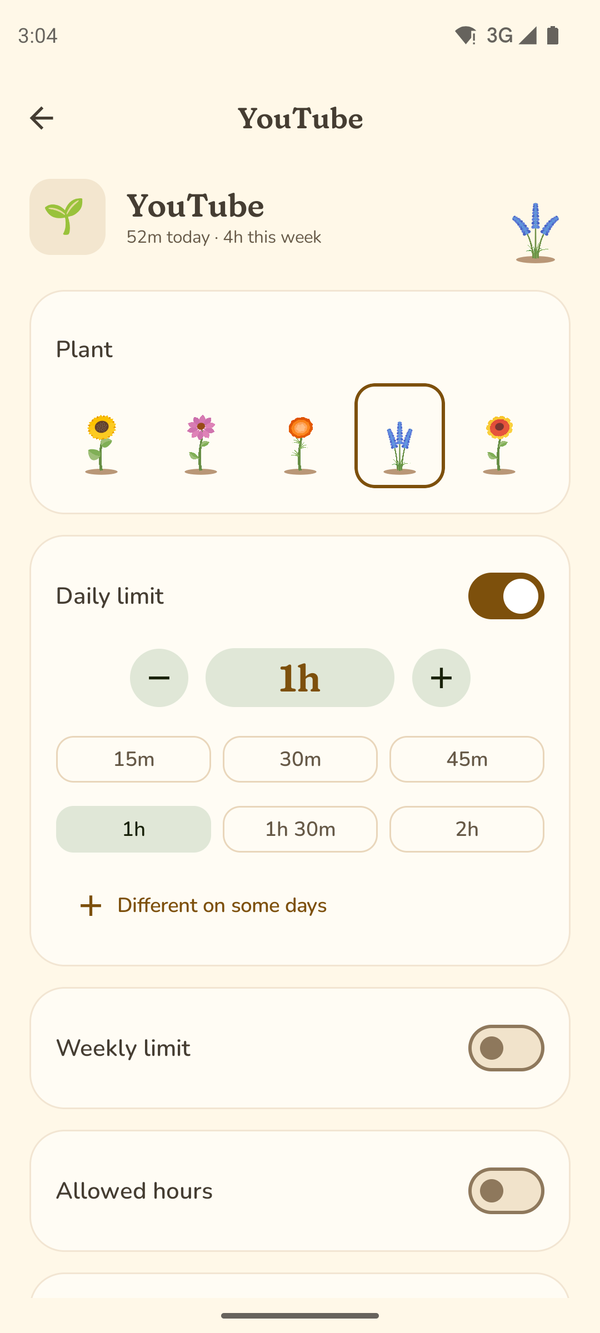 3:04
3G
YouTube
YouTube
52m today · 4h this week
Plant
Daily limit
1h
15m
30m
45m
1h
1h 30m
2h
Different on some days
Weekly limit
Allowed hours